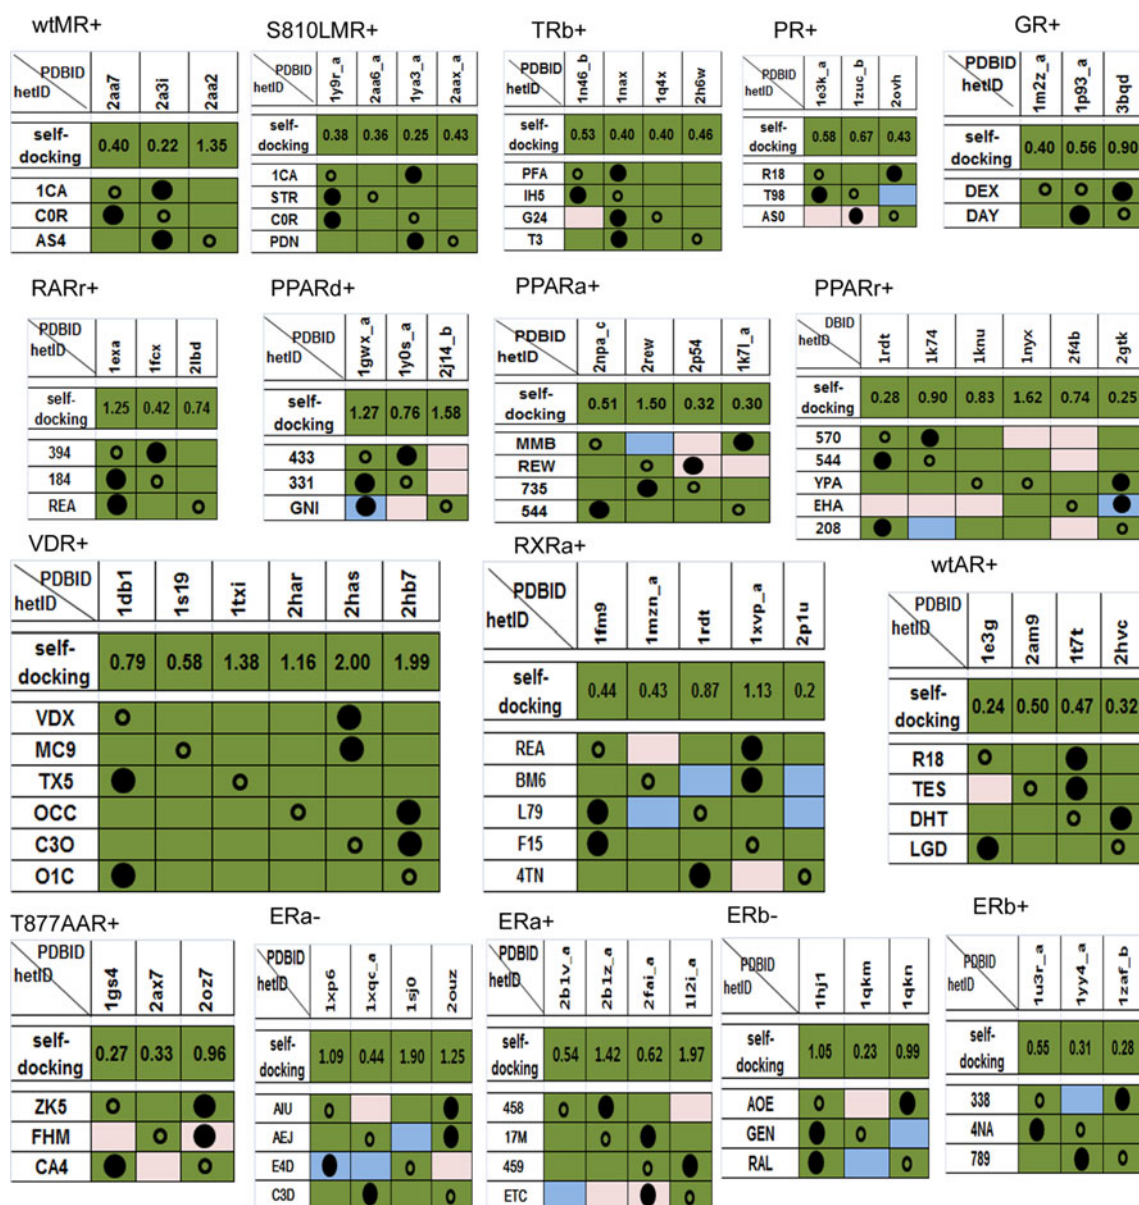 wtMR+
PDBID
hetID
2aa7
2a3i
2aa2
self-
docking
0.40
0.22
1.35
1CA
C0R
AS4
S810LMR+
PDBID
hetID
1y9r_a
2aa6_a
1ya3_a
2aax_a
self-
docking
0.38
0.36
0.25
0.43
1CA
STR
C0R
PDN
TRb+
PDBID
hetID
1n46_b
1nax
1q4x
2h6w
self-
docking
0.53
0.40
0.40
0.46
PFA
IH5
G24
T3
PR+
PDBID
hetID
1e3k_a
1zuc_b
2ovh
self-
docking
0.58
0.67
0.43
R18
T98
AS0
GR+
PDBID
hetID
1m2z_a
1p93_a
3bqd
self-
docking
0.40
0.56
0.90
DEX
DAY
RARr+
PDBID
hetID
1exa
1fcx
2lbd
self-
docking
1.25
0.42
0.74
394
184
REA
PPARd+
PDBID
hetID
1gwx_a
1y0s_a
2j14_b
self-
docking
1.27
0.76
1.58
433
331
GNI
PPARa+
PDBID
hetID
2npa_c
2rew
2p54
1k7l_a
self-
docking
0.51
1.50
0.32
0.30
MMB
REW
735
544
PPARr+
DBID
hetID
1rdt
1k74
1knu
1nyx
2f4b
2gtk
self-
docking
0.28
0.90
0.83
1.62
0.74
0.25
570
544
YPA
EHA
208
VDR+
PDBID
hetID
1db1
1s19
1txi
2har
2has
2hb7
self-
docking
0.79
0.58
1.38
1.16
2.00
1.99
VDX
MC9
TX5
OCC
C3O
O1C
RXRa+
PDBID
hetID
1fm9
1mzn_a
1rdt
1xvp_a
2p1u
self-
docking
0.44
0.43
0.87
1.13
0.2
REA
BM6
L79
F15
4TN
wtAR+
PDBID
hetID
1e3g
2am9
1t7t
2hvc
self-
docking
0.24
0.50
0.47
0.32
R18
TES
DHT
LGD
T877AAR+
PDBID
hetID
1gs4
2ax7
2oz7
self-
docking
0.27
0.33
0.96
ZK5
FHM
CA4
ERa-
PDBID
hetID
1xp6
1xqc_a
1sj0
2ouz
self-
docking
1.09
0.44
1.90
1.25
AIU
AEJ
E4D
C3D
ERa+
PDBID
hetID
2b1v_a
2b1z_a
2fai_a
1l2i_a
self-
docking
0.54
1.42
0.62
1.97
458
17M
459
ETC
ERb-
PDBID
hetID
1hj1
1qkm
1qkn
self-
docking
1.05
0.23
0.99
AOE
GEN
RAL
ERb+
PDBID
hetID
1u3r_a
1yy4_a
1zaf_b
self-
docking
0.55
0.31
0.28
338
4NA
789